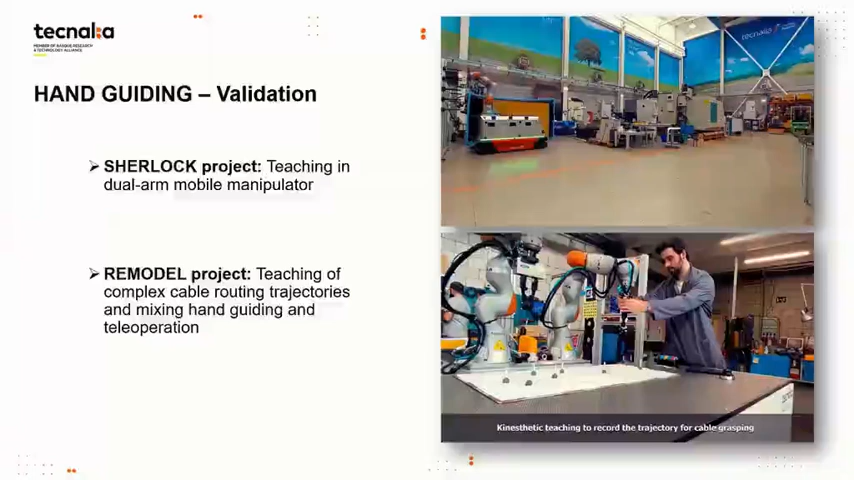 tecnalia
MEMBER OF BASQUE RESEARCH
& TECHNOLOGY ALLIANCE
HAND GUIDING – Validation
➢ SHERLOCK project: Teaching in
dual-arm mobile manipulator
➢ REMODEL project: Teaching of
complex cable routing trajectories
and mixing hand guiding and
teleoperation
tecnalia
Kinesthetic teaching to record the trajectory for cable grasping